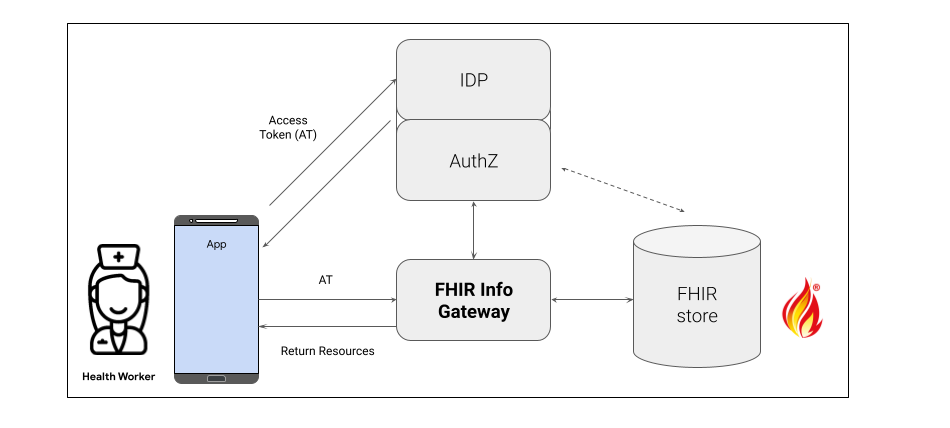 IDP
Access
Token (AT)
AuthZ
App
AT
FHIR Info
Gateway
FHIR
store
®
Return Resources
Health Worker